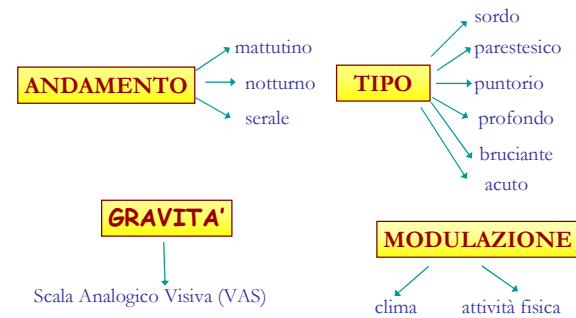 ANDAMENTO
mattutino
notturno
serale
TIPO
sordo
parestesico
puntorio
profondo
bruciante
acuto
GRAVITA'
Scala Analogico Visiva (VAS)
MODULAZIONE
clima
attività fisica